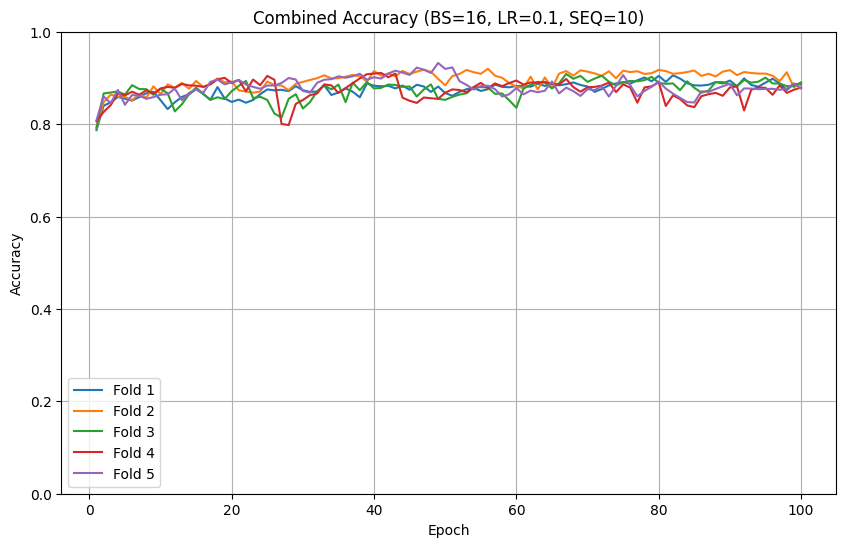 Combined Accuracy (BS=16, LR=0.1, SEQ=10)
1.0
0.8
0.6
0.4
0.2
0.0
Accuracy
Fold 1
Fold 2
Fold 3
Fold 4
Fold 5
0 20 40 60 80 100
Epoch